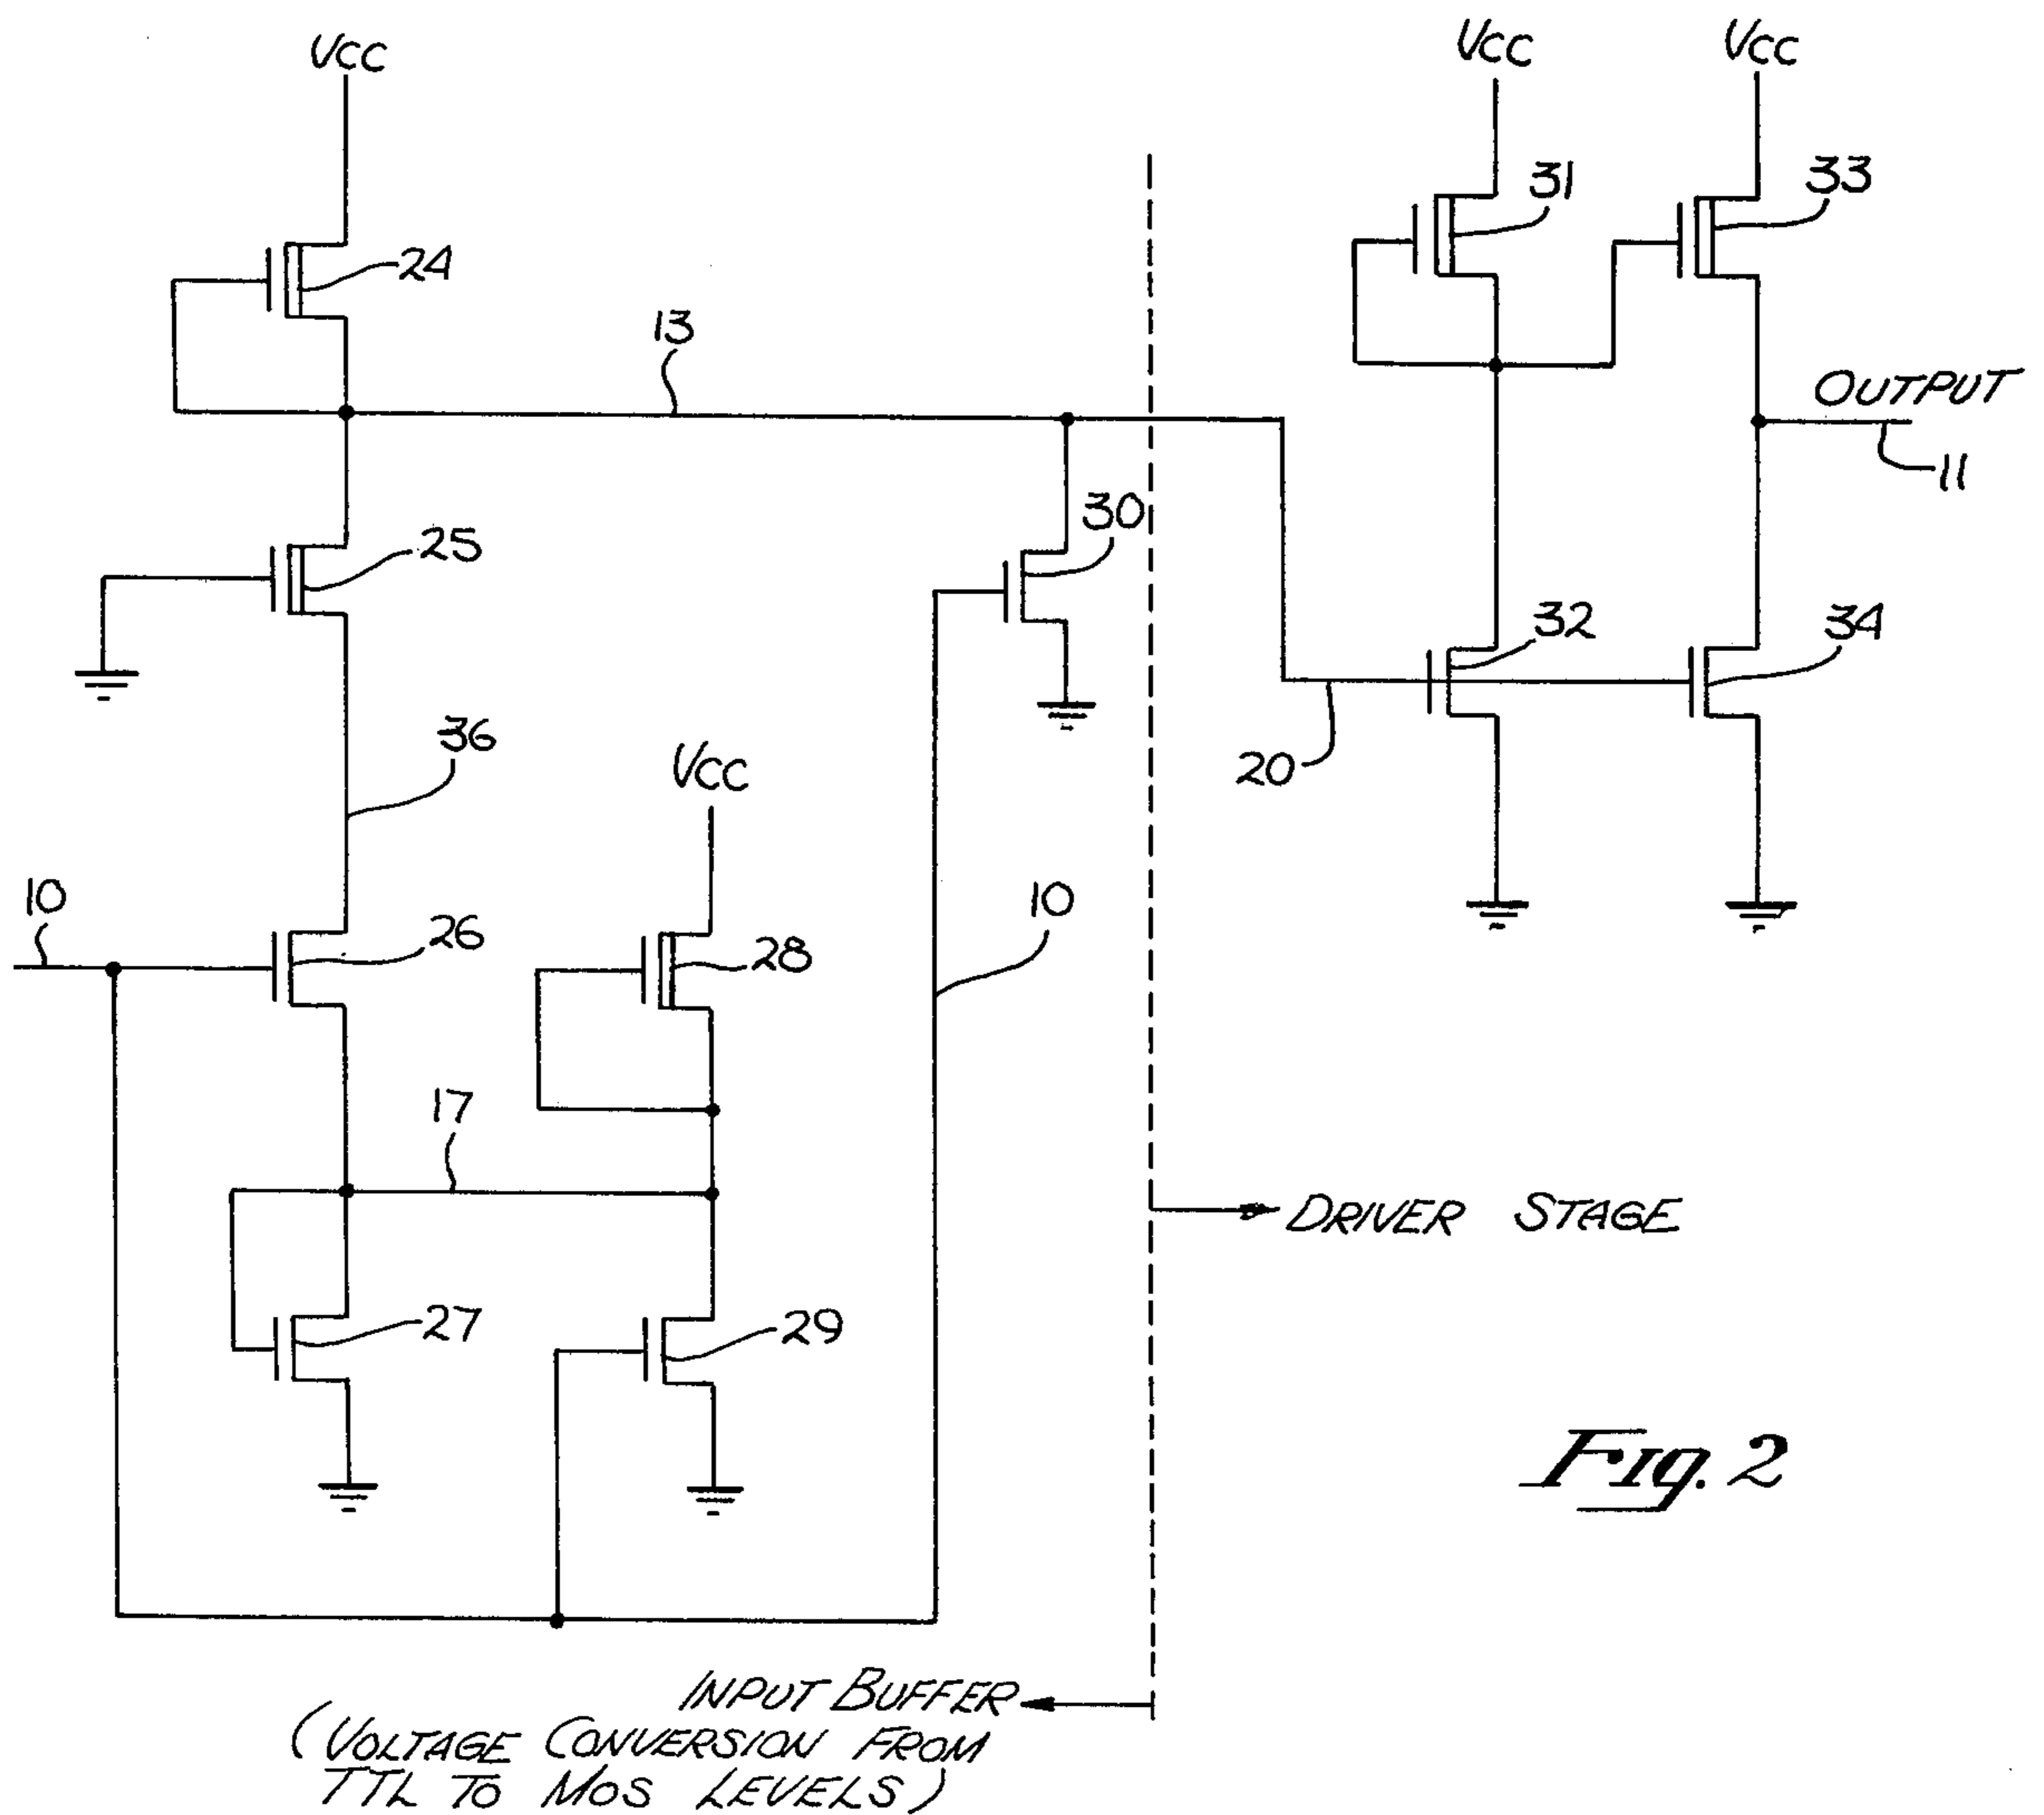 VCC
VCC
VCC
31
33
24
13
OUTPUT
11
30
25
32
34
36
20
VCC
10
26
28
10
17
DRIVER STAGE
27
29
FIG. 2
INPUT BUFFER
(VOLTAGE CONVERSION FROM
TTL TO MOS LEVELS)